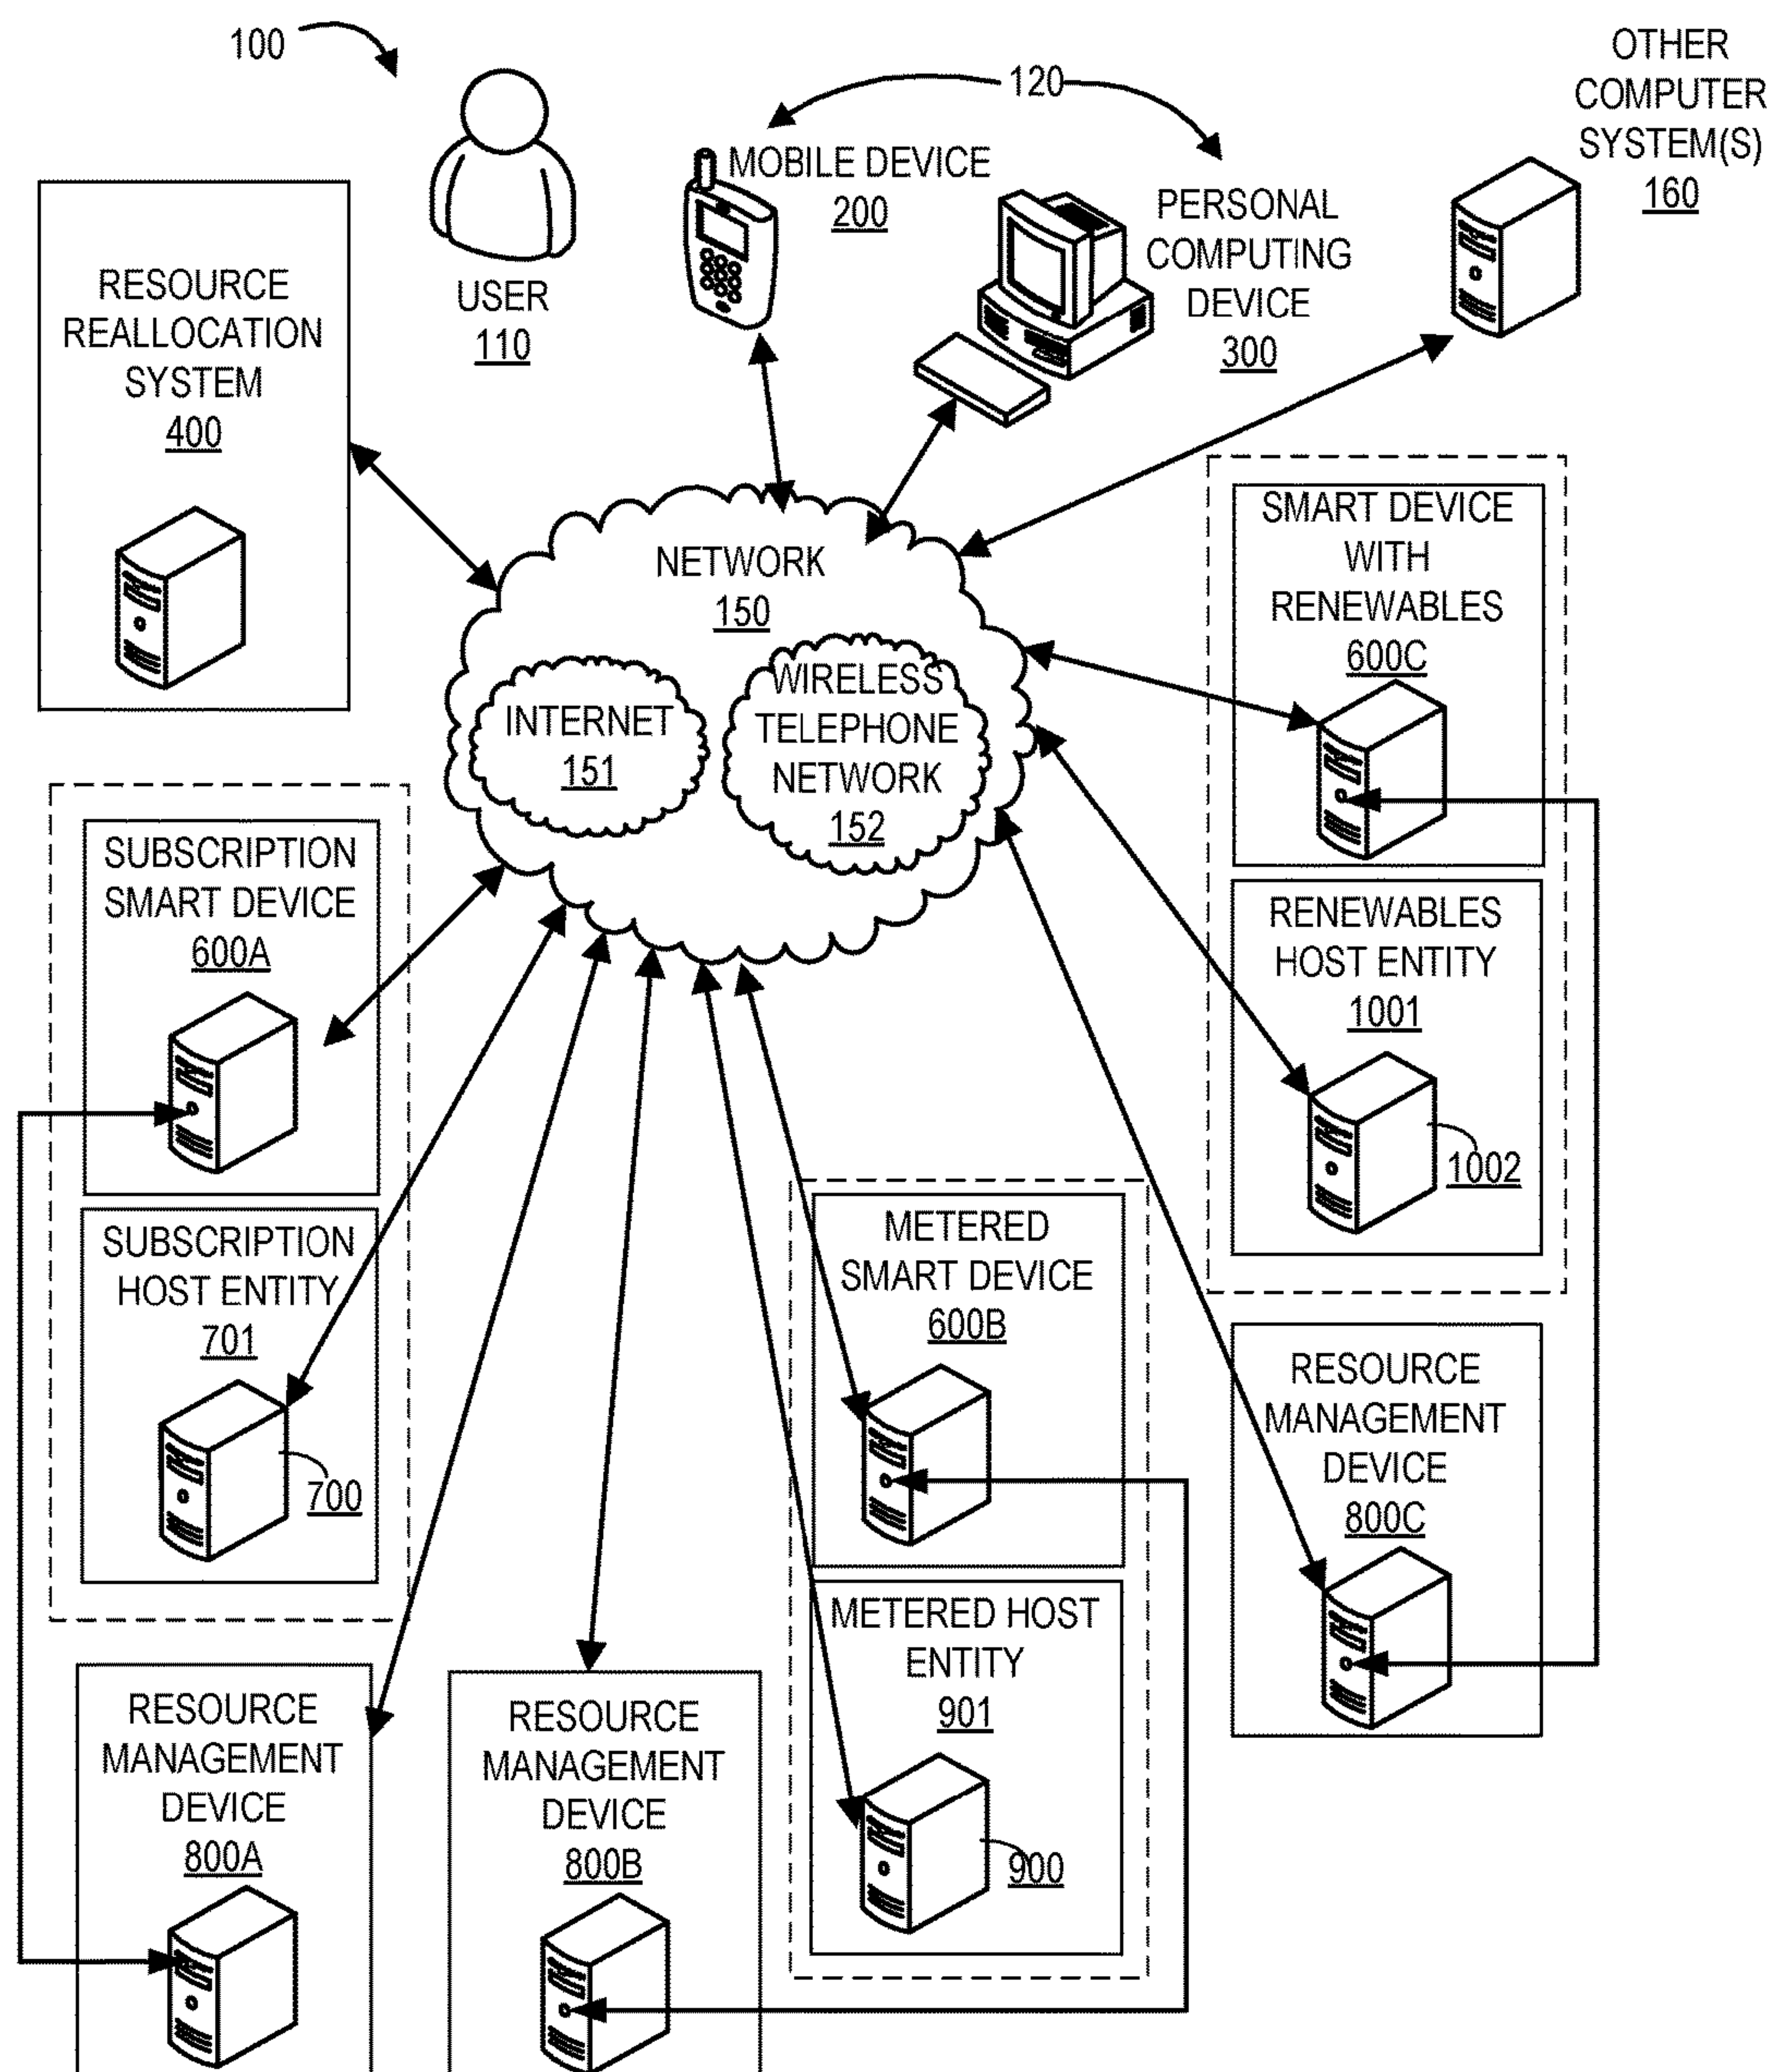 100
USER
110
120
MOBILE DEVICE
200
PERSONAL
COMPUTING
DEVICE
300
OTHER
COMPUTER
SYSTEM(S)
160
RESOURCE
REALLOCATION
SYSTEM
400
NETWORK
150
INTERNET
151
WIRELESS
TELEPHONE
NETWORK
152
SMART DEVICE
WITH
RENEWABLES
600C
RENEWABLES
HOST ENTITY
1001
1002
SUBSCRIPTION
SMART DEVICE
600A
SUBSCRIPTION
HOST ENTITY
701
700
METERED
SMART DEVICE
600B
METERED HOST
ENTITY
901
900
RESOURCE
MANAGEMENT
DEVICE
800C
RESOURCE
MANAGEMENT
DEVICE
800A
RESOURCE
MANAGEMENT
DEVICE
800B